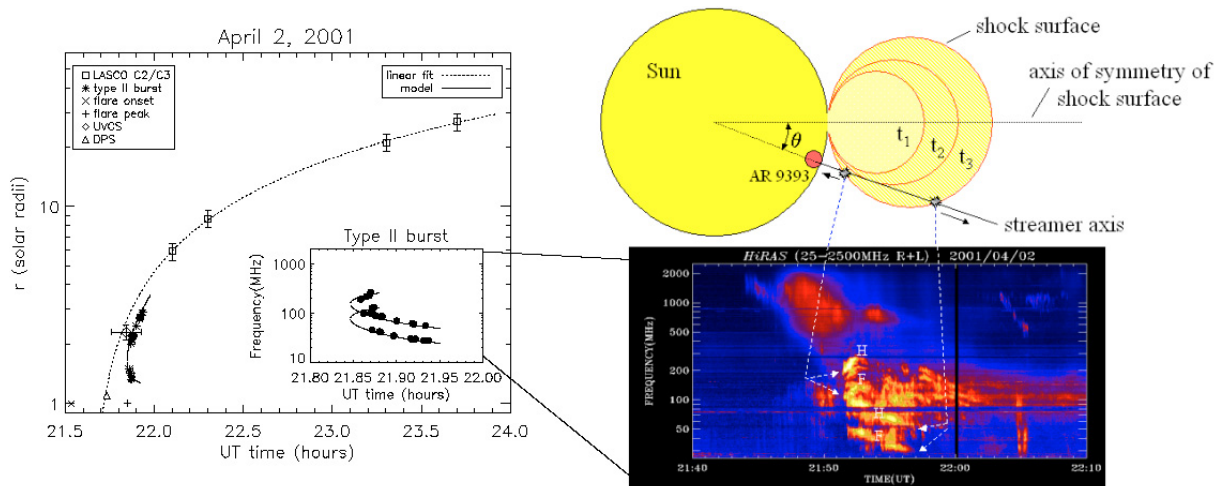 April 2, 2001
LASCO C2/C3
type II burst
flare onset
flare peak
UVCS
DPS
linear fit
model
r (solar radii)
10
1
21.5 22.0 22.5 23.0 23.5 24.0
UT time (hours)
Type II burst
Frequency(MHz)
1000
100
10
21.80 21.85 21.90 21.95 22.00
UT time (hours)
Sun
θ
AR 9393
t1 t2 t3
shock surface
axis of symmetry of
shock surface
streamer axis
HiRAS (25-2500MHz R+L) 2001/04/02
FREQUENCY(MHZ)
2000
1000
500
200
100
50
H
F
H
F
21:40 21:50 22:00 22:10
TIME(UT)